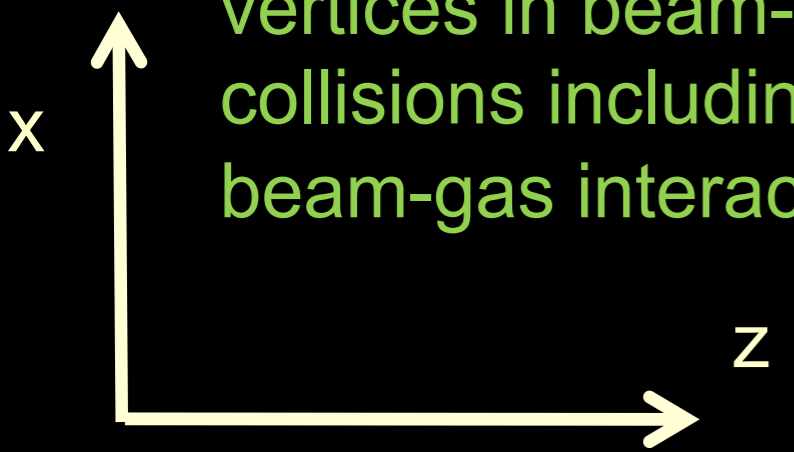 vertices in beam-
collisions includin
beam-gas interac
x
z